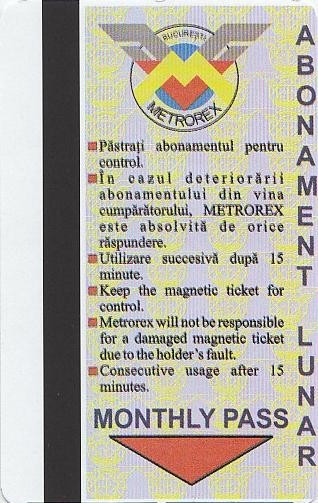 BUCUREŞTI
METROREX
Păstraţi abonamentul pentru
control.
În cazul deteriorării
abonamentului din vina
cumpărătorului, METROREX
este absolvită de orice
răspundere.
Utilizare succesivă după 15
minute.
Keep the magnetic ticket for
control.
Metrorex will not be responsible
for a damaged magnetic ticket
due to the holder's fault.
Consecutive usage after 15
minutes.
MONTHLY PASS
ABONAMENT LUNAR